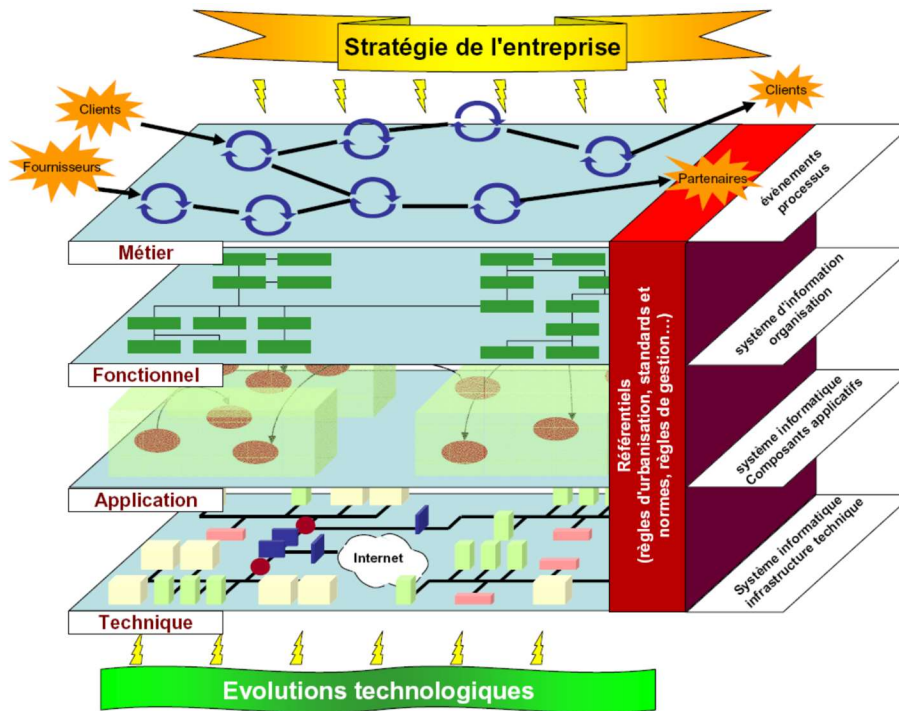 Stratégie de l'entreprise
Clients
Clients
Fournisseurs
Partenaires
évènements
processus
Métier
système d'information
organisation
Fonctionnel
Référentiels
(règles d'urbanisation, standards et
normes, règles de gestion…)
système informatique
Composants applicatifs
Application
Internet
Système informatique
infrastructure technique
Technique
Evolutions technologiques